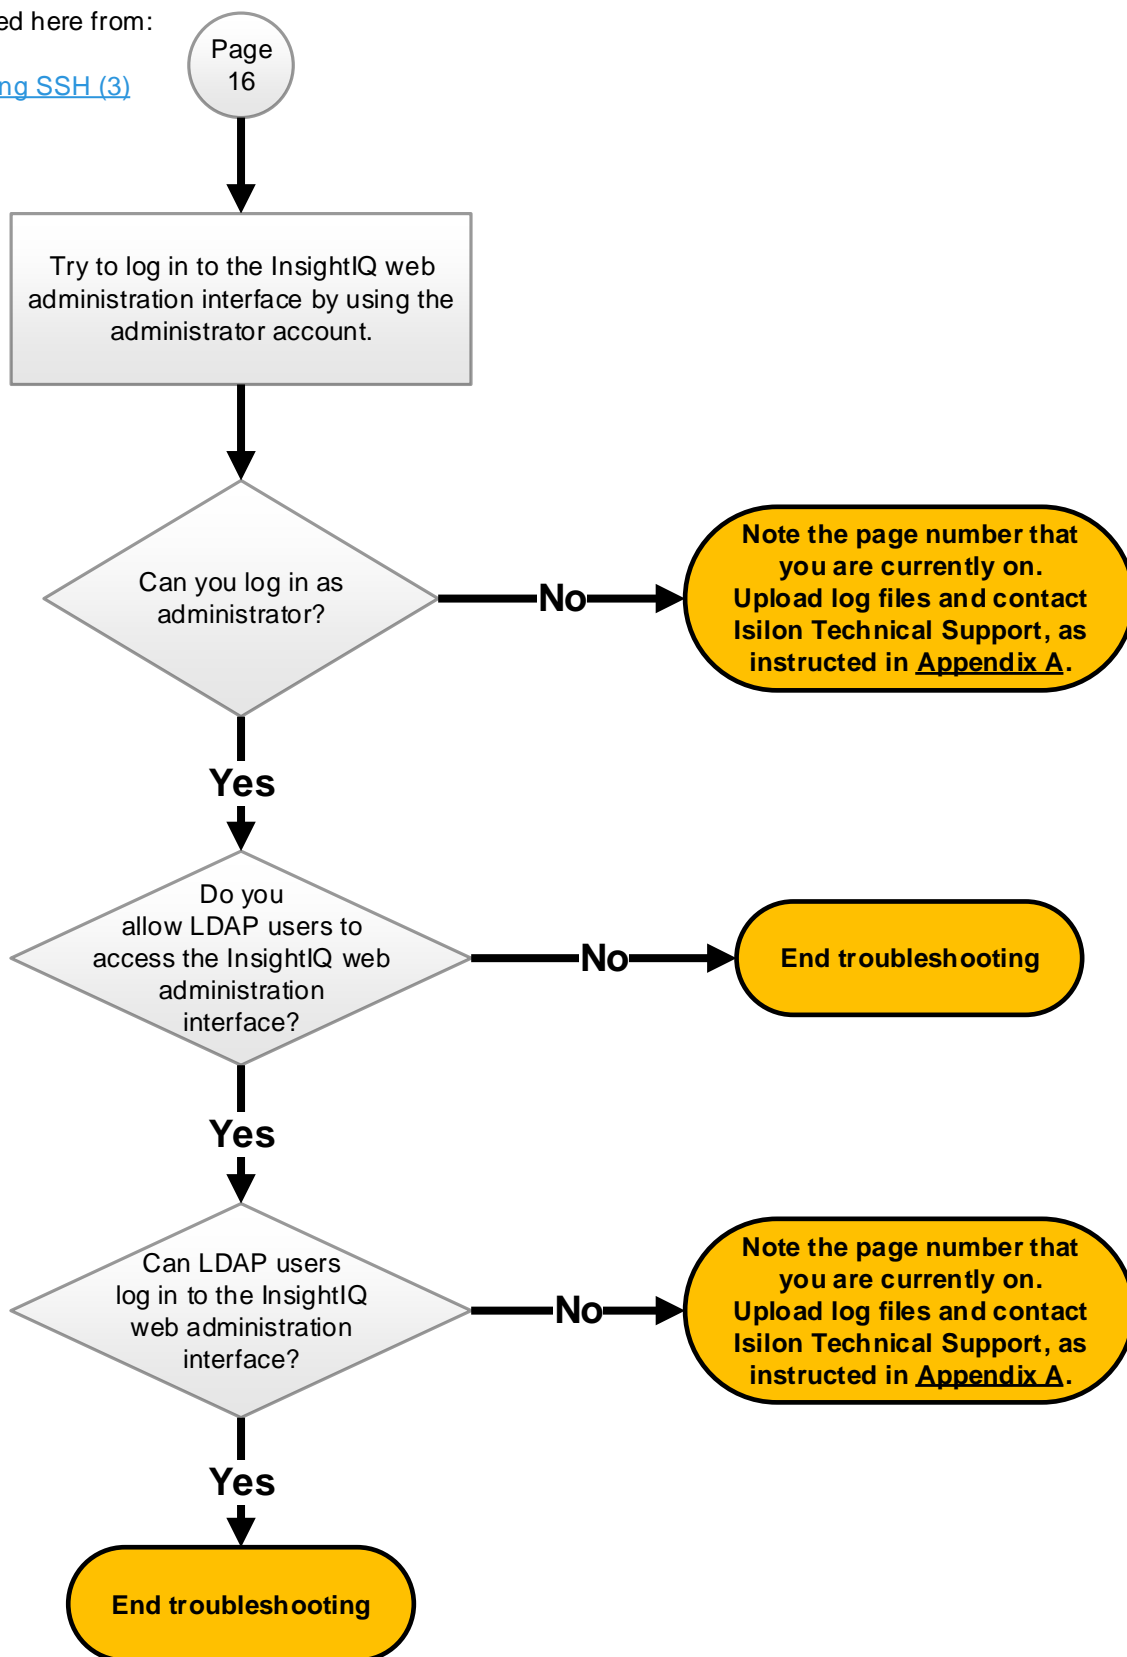 ed here from:
ng SSH (3)
Page
16
Try to log in to the InsightIQ web
administration interface by using the
administrator account.
Can you log in as
administrator?
No
Note the page number that
you are currently on.
Upload log files and contact
Isilon Technical Support, as
instructed in Appendix A.
Yes
Do you
allow LDAP users to
access the InsightIQ web
administration
interface?
No
End troubleshooting
Yes
Can LDAP users
log in to the InsightIQ
web administration
interface?
No
Note the page number that
you are currently on.
Upload log files and contact
Isilon Technical Support, as
instructed in Appendix A.
Yes
End troubleshooting